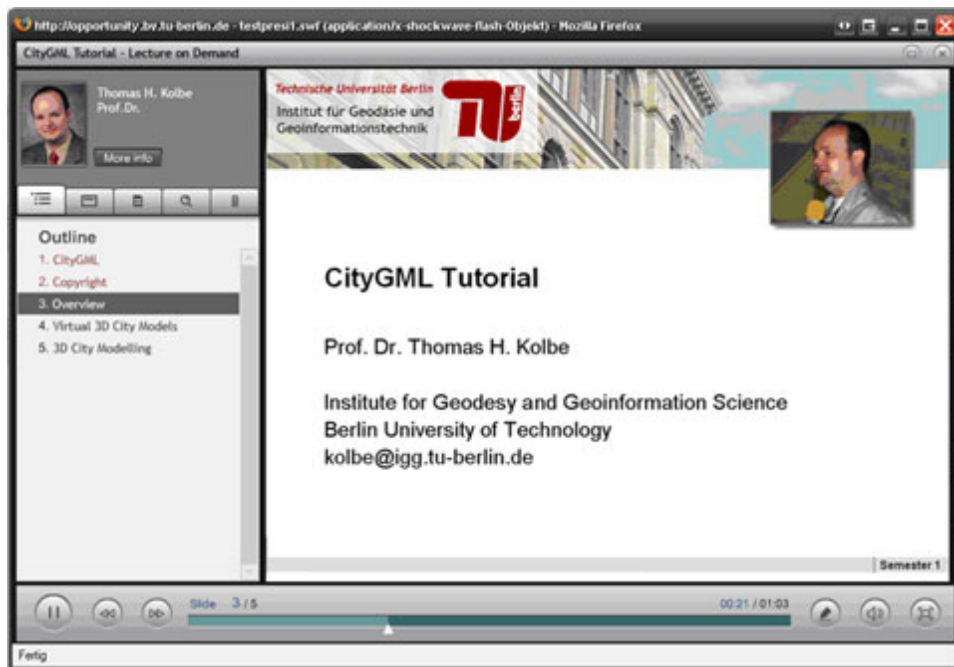 http://opportunity.bv.tu-berlin.de - testpresi1.swf (application/x-shockwave-flash-Objekt) - Mozilla Firefox
CityGML Tutorial - Lecture on Demand
Thomas H. Kolbe
Prof.Dr.
More info
Outline
1. CityGML
2. Copyright
3. Overview
4. Virtual 3D City Models
5. 3D City Modelling
Technische Universität Berlin
Institut für Geodäsie und
Geoinformationstechnik
TU berlin
CityGML Tutorial
Prof. Dr. Thomas H. Kolbe
Institute for Geodesy and Geoinformation Science
Berlin University of Technology
kolbe@igg.tu-berlin.de
Semester 1
Slide 3 / 5
00:21 / 01:03
Fertig